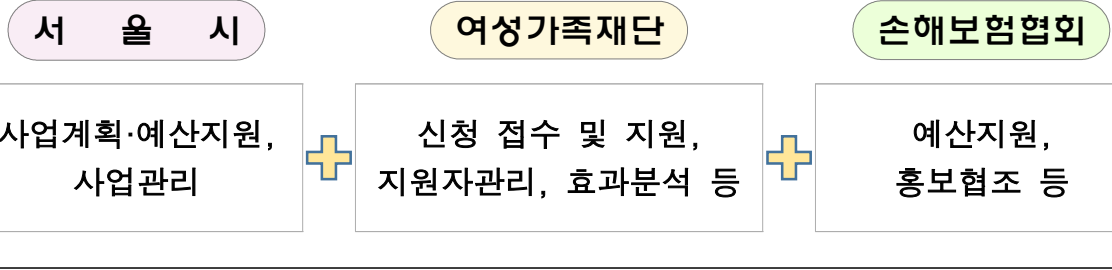 서 울 시
여성가족재단
손해보험협회
사업계획·예산지원,
사업관리
신청 접수 및 지원,
지원자관리, 효과분석 등
예산지원,
홍보협조 등